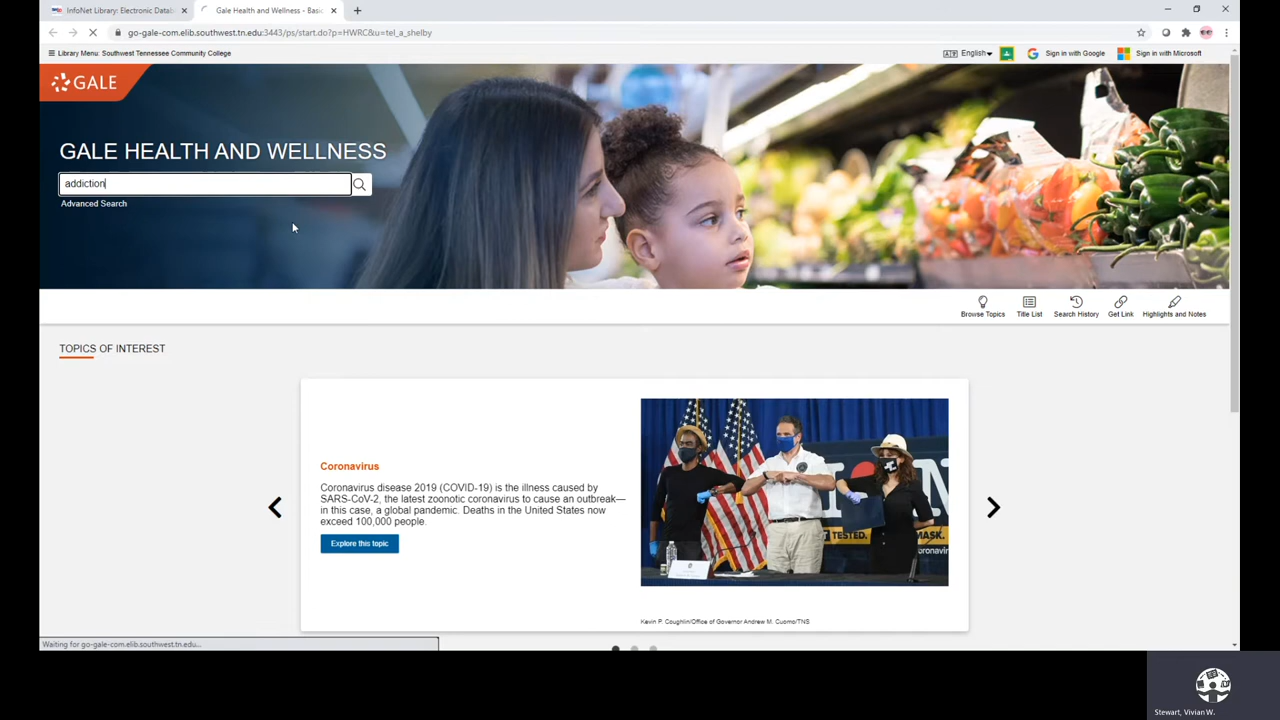 InfoNet Library: Electronic Datab
Gale Health and Wellness - Basic
go-gale-com.elib.southwest.tn.edu:3443/ps/start.do?p=HWRC&u=tel_a_shelby
Library Menu: Southwest Tennessee Community College
English
Sign in with Google
Sign in with Microsoft
GALE
GALE HEALTH AND WELLNESS
addiction
Advanced Search
Browse Topics
Title List
Search History
Get Link
Highlights and Notes
TOPICS OF INTEREST
Coronavirus
Coronavirus disease 2019 (COVID-19) is the illness caused by
SARS-CoV-2, the latest zoonotic coronavirus to cause an outbreak—
in this case, a global pandemic. Deaths in the United States now
exceed 100,000 people.
Explore this topic
TESTED.
MASK.
Kevin P. Coughlin/Office of Governor Andrew M. Cuomo/TNS
Waiting for go-gale-com.elib.southwest.tn.edu...
Stewart, Vivian W.